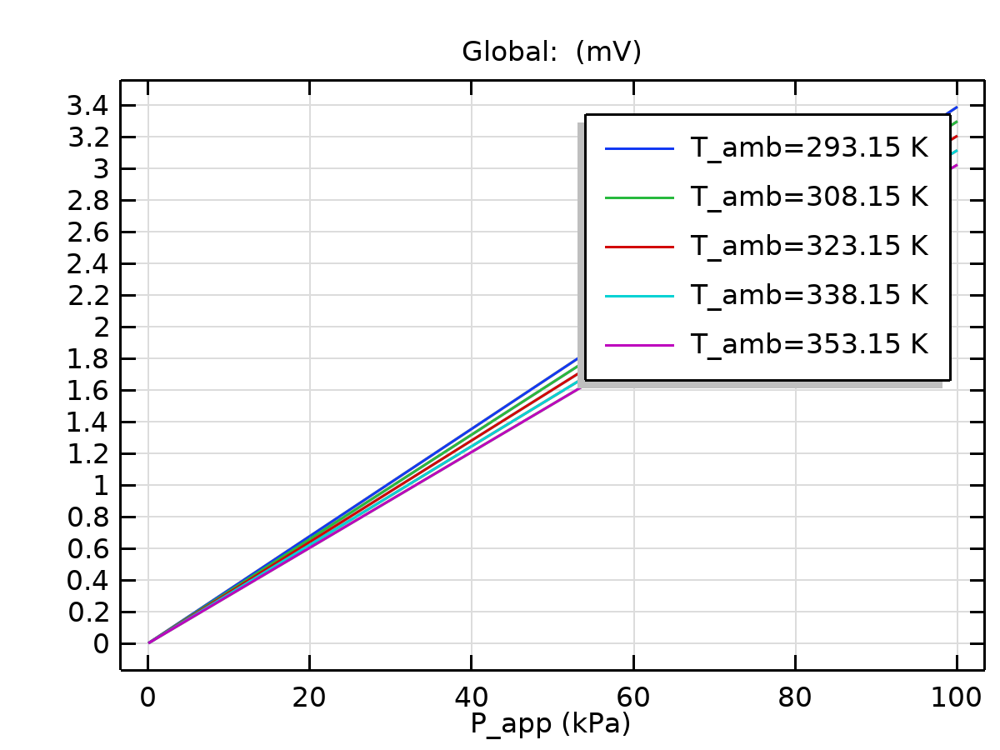 Global:  (mV)
3.4
3.2
3
2.8
2.6
2.4
2.2
2
1.8
1.6
1.4
1.2
1
0.8
0.6
0.4
0.2
0
T_amb=293.15 K
T_amb=308.15 K
T_amb=323.15 K
T_amb=338.15 K
T_amb=353.15 K
0 20 40 60 80 100
P_app (kPa)